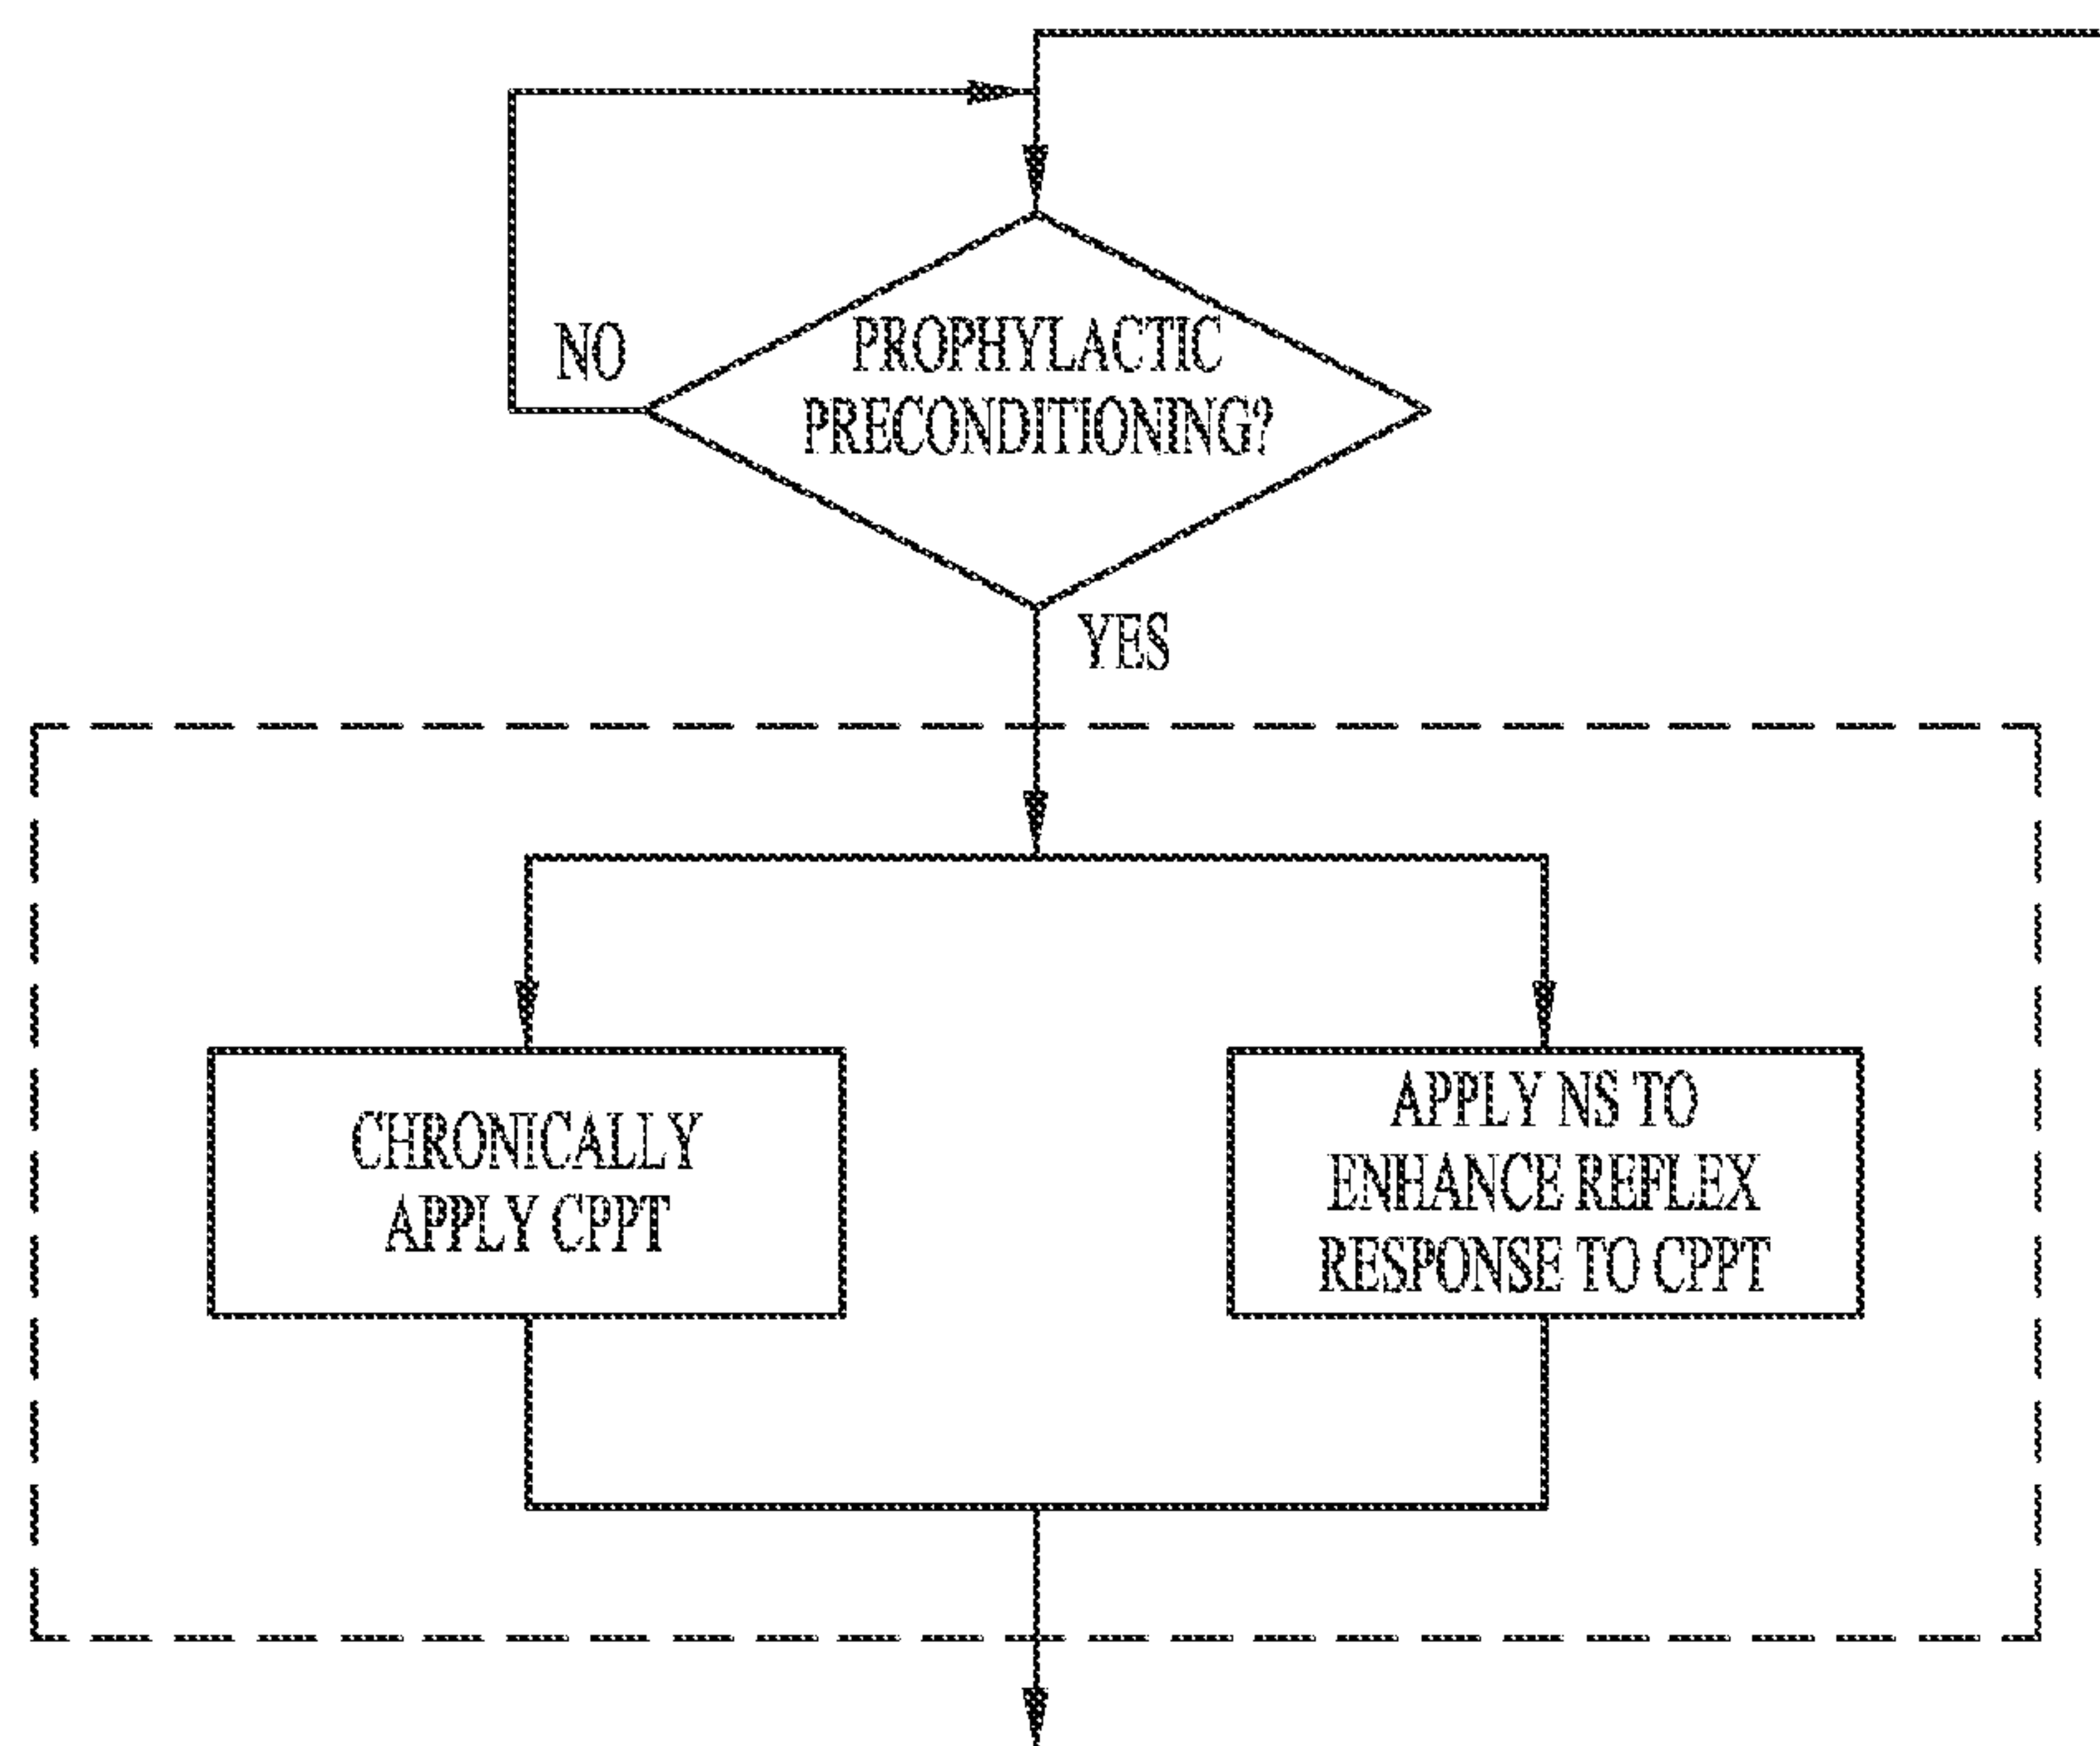 NO
PROPHYLACTIC
PRECONDITIONING?
YES
CHRONICALLY
APPLY CPPT
APPLY NS TO
ENHANCE REFLEX
RESPONSE TO CPPT